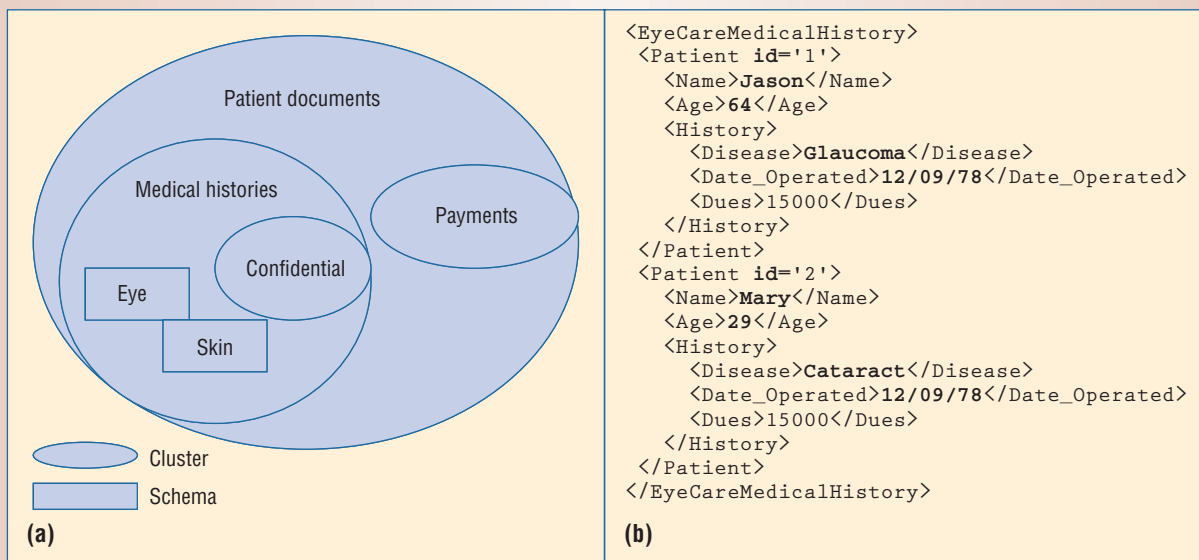 Patient documents
Medical histories
Payments
Confidential
Eye
Skin
Cluster
Schema
(a)
<EyeCareMedicalHistory>
<Patient id='1'>
<Name>Jason</Name>
<Age>64</Age>
<History>
<Disease>Glaucoma</Disease>
<Date_Operated>12/09/78</Date_Operated>
<Dues>15000</Dues>
</History>
</Patient>
<Patient id='2'>
<Name>Mary</Name>
<Age>29</Age>
<History>
<Disease>Cataract</Disease>
<Date_Operated>12/09/78</Date_Operated>
<Dues>15000</Dues>
</History>
</Patient>
</EyeCareMedicalHistory>
(b)